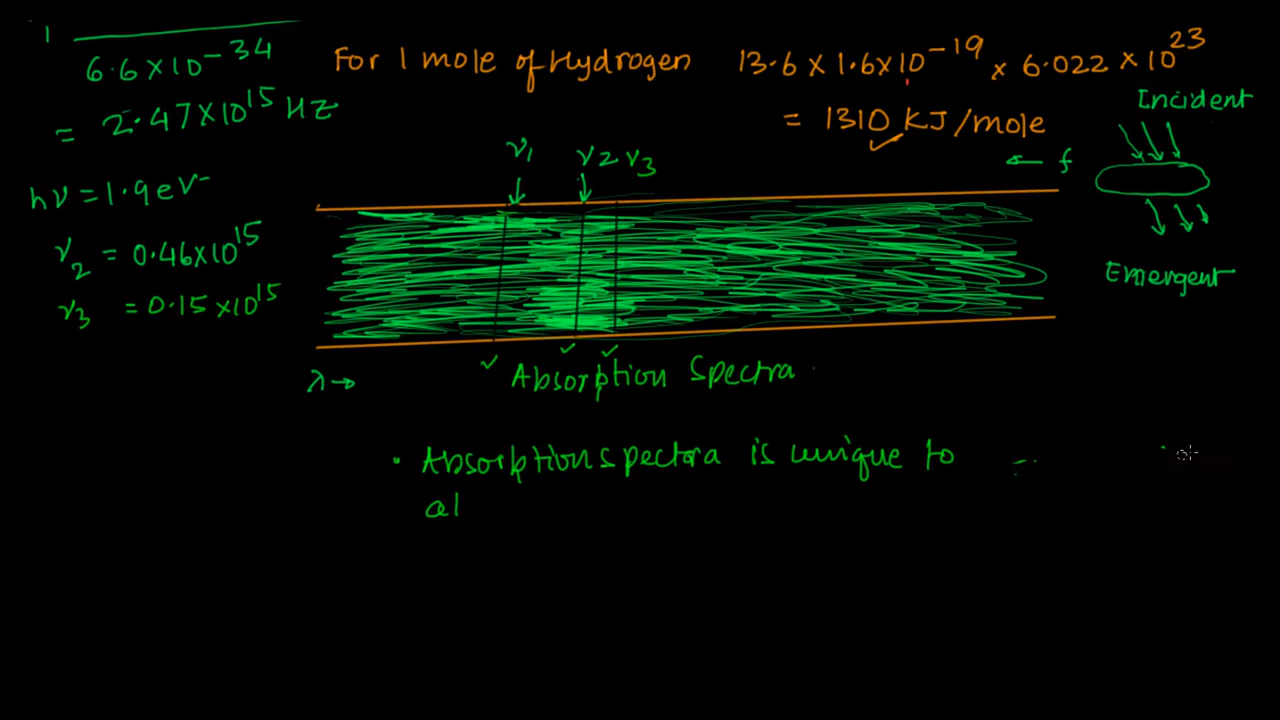 1
6.6×10⁻³⁴
= 2.47×10¹⁵ HZ
hν = 1.9eV
ν₂ = 0.46×10¹⁵
ν₃ = 0.15×10¹⁵
For 1 mole of Hydrogen 13.6 × 1.6×10⁻¹⁹ × 6.022 × 10²³
= 1310 KJ/mole
Incident
ν₁ ν2 ν₃ ← f
Emergent
λ→ Absorption Spectra
• Absorption spectra is unique to
al